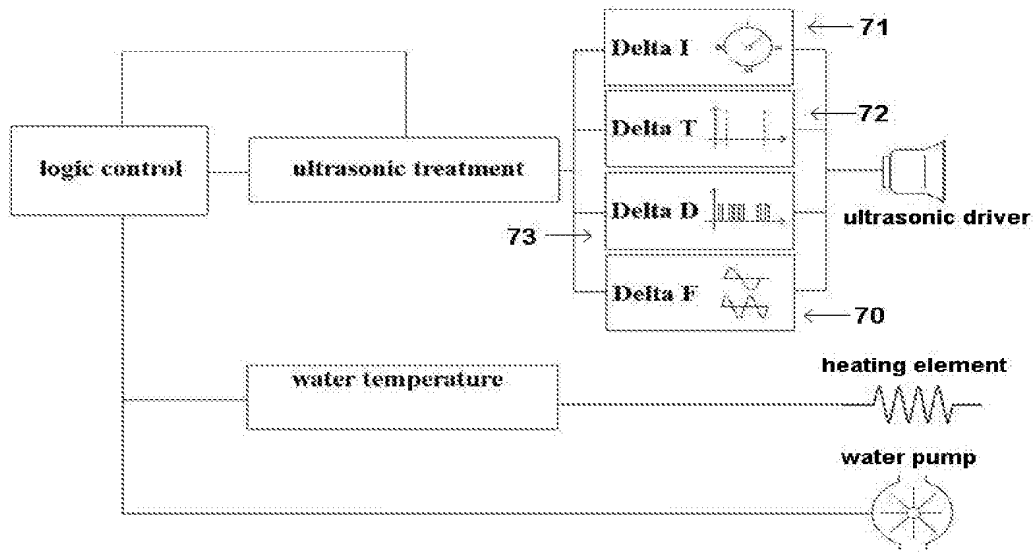 Delta I
71
Delta T
72
logic control
ultrasonic treatment
Delta D
73
ultrasonic driver
Delta F
70
water temperature
heating element
water pump